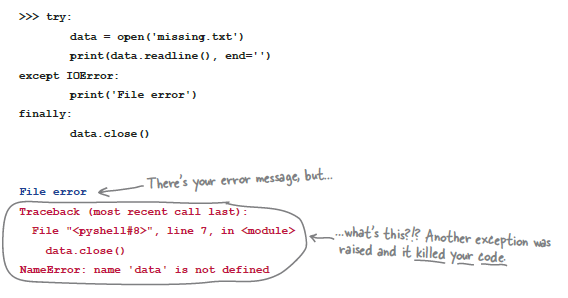 >>> try:
        data = open('missing.txt')
        print(data.readline(), end='')
except IOError:
        print('File error')
finally:
        data.close()
There's your error message, but...
File error
Traceback (most recent call last):
  File "<pyshell#8>", line 7, in <module>
    data.close()
NameError: name 'data' is not defined
...what's this?!? Another exception was
raised and it killed your code.